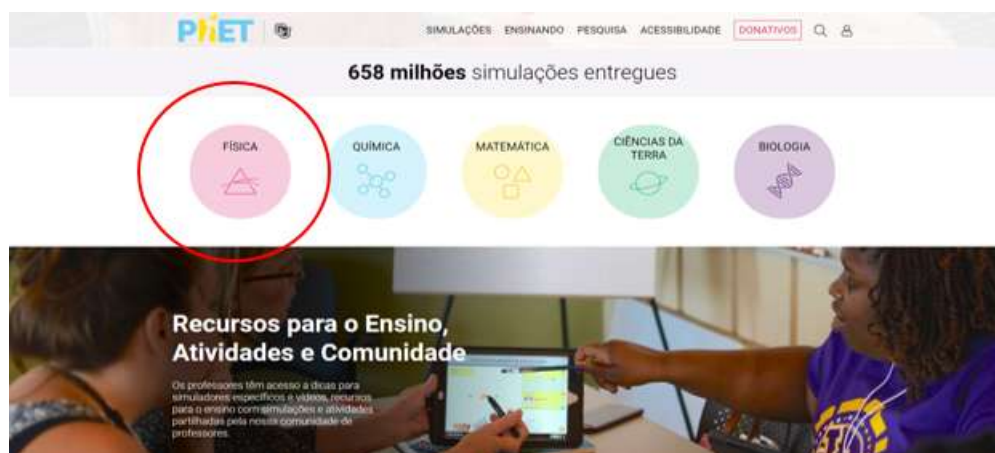 PhET
SIMULAÇÕES ENSINANDO PESQUISA ACESSIBILIDADE DONATIVOS
658 milhões simulações entregues
FÍSICA
QUÍMICA
MATEMÁTICA
CIÊNCIAS DA
TERRA
BIOLOGIA
Recursos para o Ensino,
Atividades e Comunidade
Os professores têm acesso a dicas para
simuladores específicos e vídeos, recursos
para o ensino com simulações e atividades
partilhadas pela nossa comunidade de
professores.